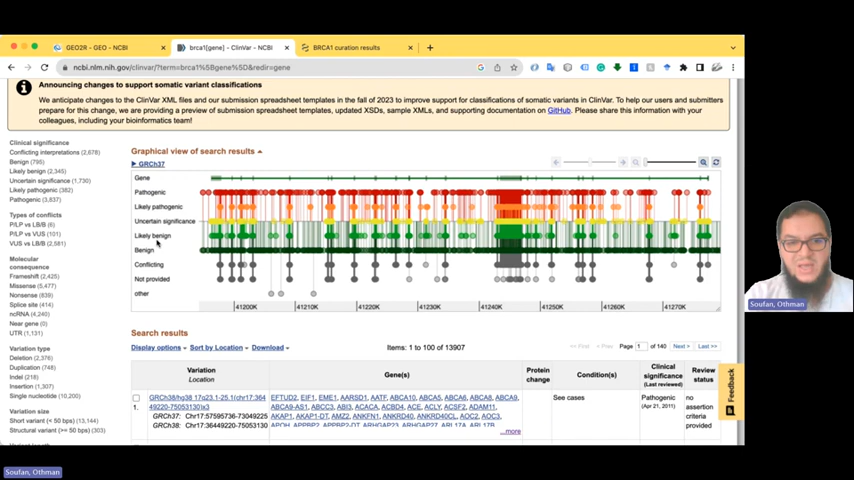 GEO2R - GEO - NCBI
brca1[gene] - ClinVar - NCBI
BRCA1 curation results
ncbi.nlm.nih.gov/clinvar/?term=brca1%5Bgene%5D&redir=gene
Announcing changes to support somatic variant classifications
We anticipate changes to the ClinVar XML files and our submission spreadsheet templates in the fall of 2023 to improve support for classifications of somatic variants in ClinVar. To help our users and submitters
prepare for this change, we are providing a preview of submission spreadsheet templates, updated XSDs, sample XMLs, and supporting documentation on GitHub. Please share this information with your
colleagues, including your bioinformatics team!
Clinical significance
Conflicting interpretations (2,678)
Benign (795)
Likely benign (2,345)
Uncertain significance (1,730)
Likely pathogenic (382)
Pathogenic (3,837)
Types of conflicts
P/LP vs LB/B (6)
P/LP vs VUS (101)
VUS vs LB/B (2,581)
Molecular
consequence
Frameshift (2,425)
Missense (5,477)
Nonsense (839)
Splice site (414)
ncRNA (4,240)
Near gene (0)
UTR (1,131)
Variation type
Deletion (2,376)
Duplication (748)
Indel (218)
Insertion (1,307)
Single nucleotide (10,200)
Variation size
Short variant (< 50 bps) (13,144)
Structural variant (>= 50 bps) (303)
Graphical view of search results
GRCh37
Gene
Pathogenic
Likely pathogenic
Uncertain significance
Likely benign
Benign
Conflicting
Not provided
other
41200K
41210K
41220K
41230K
41240K
41250K
41260K
41270K
Search results
Display options
Sort by Location
Download
Items: 1 to 100 of 13907
<< First
< Prev
Page 1 of 140
Next >
Last >>
Variation
Location
Gene(s)
Protein
change
Condition(s)
Clinical
significance
(Last reviewed)
Review
status
1.
GRCh38/hg38 17q23.1-25.1(chr17:364
49220-75053130)x3
GRCh37: Chr17:57595736-73049225
GRCh38: Chr17:36449220-75053130
EFTUD2, EIF1, EME1, AARSD1, AATF, ABCA10, ABCA5, ABCA6, ABCA8, ABCA9,
ABCA9-AS1, ABCC3, ABI3, ACACA, ACBD4, ACE, ACLY, ACSF2, ADAM11,
AKAP1, AKAP1-DT, AMZ2, ANKFN1, ANKRD40, ANKRD40CL, AOC2, AOC3,
...more
See cases
Pathogenic
(Apr 21, 2011)
no
assertion
criteria
provided
Feedback
Soufan, Othman
Soufan, Othman